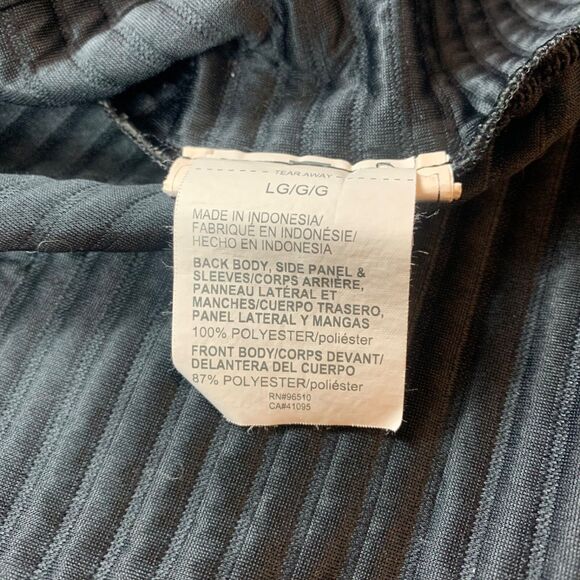 TEAR AWAY
LG/G/G
MADE IN INDONESIA/
FABRIQUÉ EN INDONÉSIE/
HECHO EN INDONESIA
BACK BODY, SIDE PANEL &
SLEEVES/CORPS ARRIÈRE,
PANNEAU LATÉRAL ET
MANCHES/CUERPO TRASERO,
PANEL LATERAL Y MANGAS
100% POLYESTER/poliéster
FRONT BODY/CORPS DEVANT/
DELANTERA DEL CUERPO
87% POLYESTER/poliéster
RN#96510
CA#41095